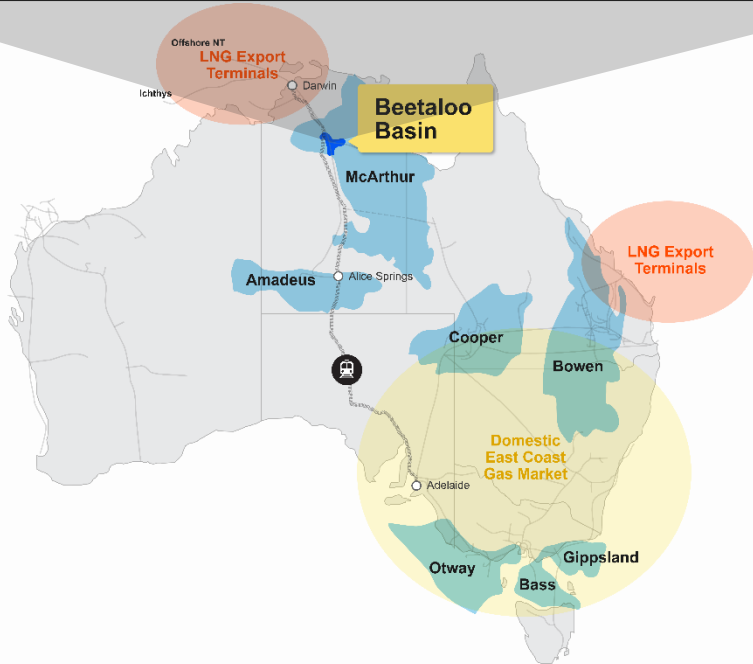 Offshore NT
LNG Export
Terminals
Ichthys
Darwin
Beetaloo
Basin
McArthur
LNG Export
Terminals
Amadeus
Alice Springs
Cooper
Bowen
Domestic
East Coast
Gas Market
Adelaide
Otway
Gippsland
Bass